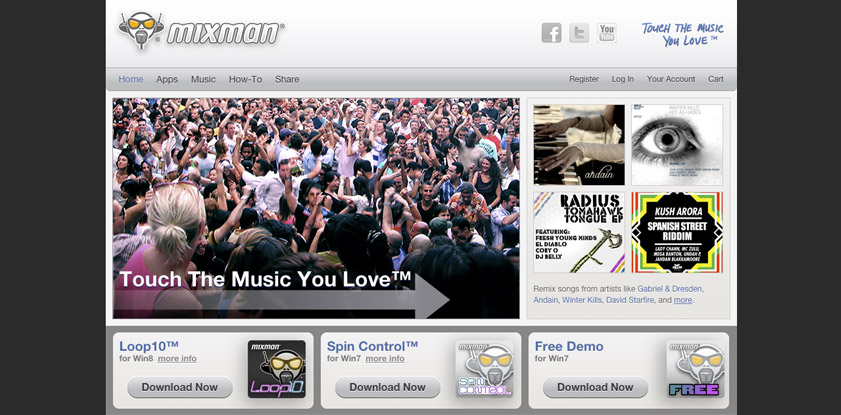 mixman®
You Tube
TOUCH THE MUSIC
YOU LOVE™
Home Apps Music How-To Share
Register Log In Your Account Cart
andain
WINTER KILLS
HOT AS HADES
RADIUS
TOMAHAWK
TONGUE EP
FEATURING:
FRESH YOUNG MINDS
EL DIABLO
CORY O
DJ BELLY
KUSH ARORA
SPANISH STREET
RIDDIM
LADY CHANN, MC ZULU,
MEGA BANTON, UNDAH P,
JAHDAN BLAKKAMOORE
Touch The Music You Love™
Remix songs from artists like Gabriel & Dresden,
Andain, Winter Kills, David Starfire, and more.
Loop10™
for Win8 more info
Download Now
mixman
Loop10
Spin Control™
for Win7 more info
Download Now
mixman
SPIN
CONTROL
Free Demo
for Win7
Download Now
mixman
FREE